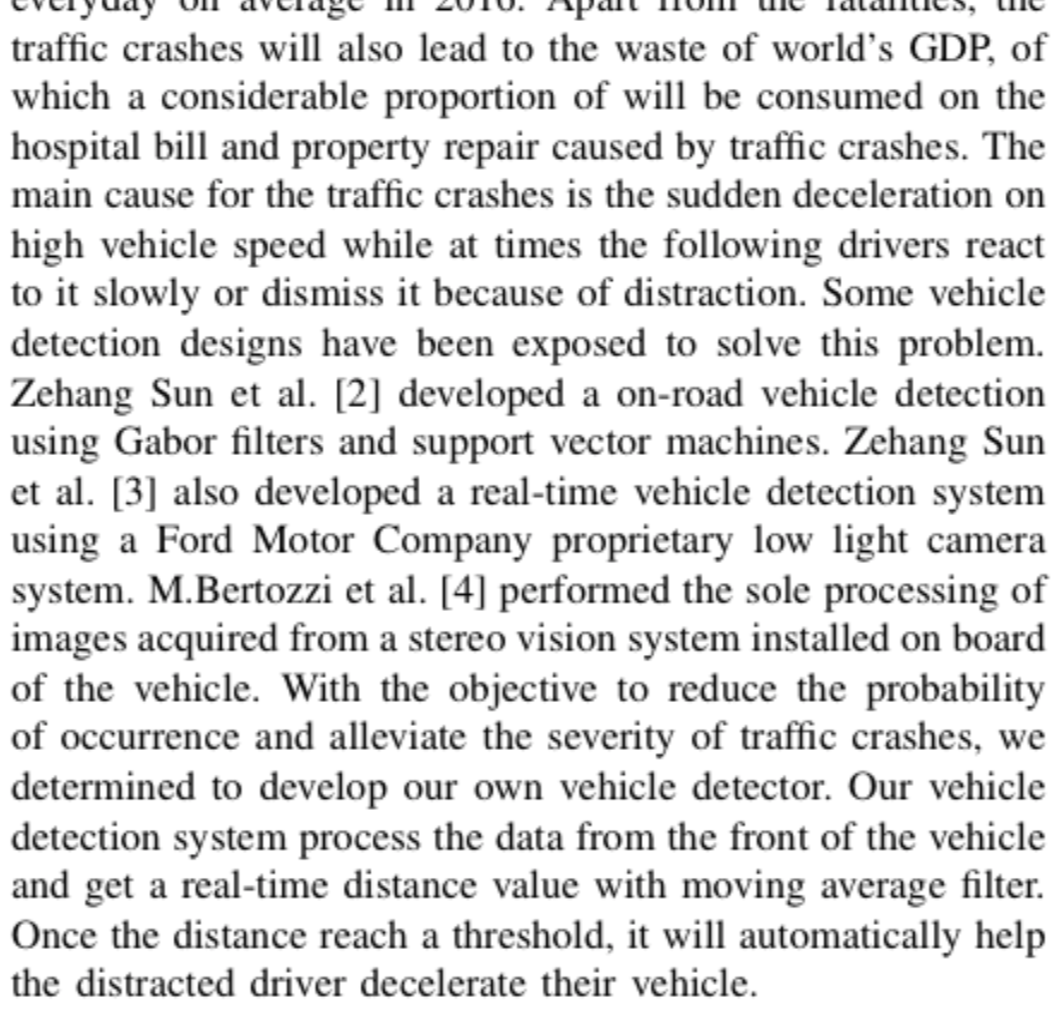 everyday on average in 2016. Apart from the fatalities, the
traffic crashes will also lead to the waste of world's GDP, of
which a considerable proportion of will be consumed on the
hospital bill and property repair caused by traffic crashes. The
main cause for the traffic crashes is the sudden deceleration on
high vehicle speed while at times the following drivers react
to it slowly or dismiss it because of distraction. Some vehicle
detection designs have been exposed to solve this problem.
Zehang Sun et al. [2] developed a on-road vehicle detection
using Gabor filters and support vector machines. Zehang Sun
et al. [3] also developed a real-time vehicle detection system
using a Ford Motor Company proprietary low light camera
system. M.Bertozzi et al. [4] performed the sole processing of
images acquired from a stereo vision system installed on board
of the vehicle. With the objective to reduce the probability
of occurrence and alleviate the severity of traffic crashes, we
determined to develop our own vehicle detector. Our vehicle
detection system process the data from the front of the vehicle
and get a real-time distance value with moving average filter.
Once the distance reach a threshold, it will automatically help
the distracted driver decelerate their vehicle.